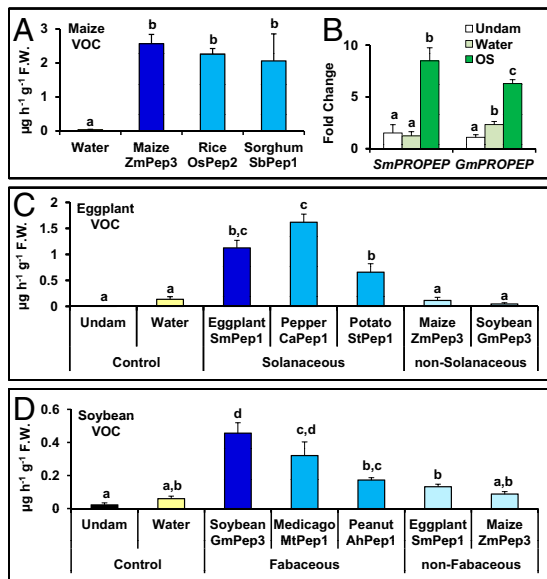 A
Maize
VOC
µg h⁻¹ g⁻¹ F.W.
3
2
1
0
a
b
b
b
Water
Maize
ZmPep3
Rice
OsPep2
Sorghum
SbPep1
B
Undam
Water
OS
Fold Change
10
5
0
a
a
b
a
b
c
SmPROPEP
GmPROPEP
C
Eggplant
VOC
µg h⁻¹ g⁻¹ F.W.
2
1.5
1
0.5
0
a
a
b,c
c
b
a
a
Undam
Water
Eggplant
SmPep1
Pepper
CaPep1
Potato
StPep1
Maize
ZmPep3
Soybean
GmPep3
Control
Solanaceous
non-Solanaceous
D
Soybean
VOC
µg h⁻¹ g⁻¹ F.W.
0.6
0.4
0.2
0
a
a,b
d
c,d
b,c
b
a,b
Undam
Water
Soybean
GmPep3
Medicago
MtPep1
Peanut
AhPep1
Eggplant
SmPep1
Maize
ZmPep3
Control
Fabaceous
non-Fabaceous